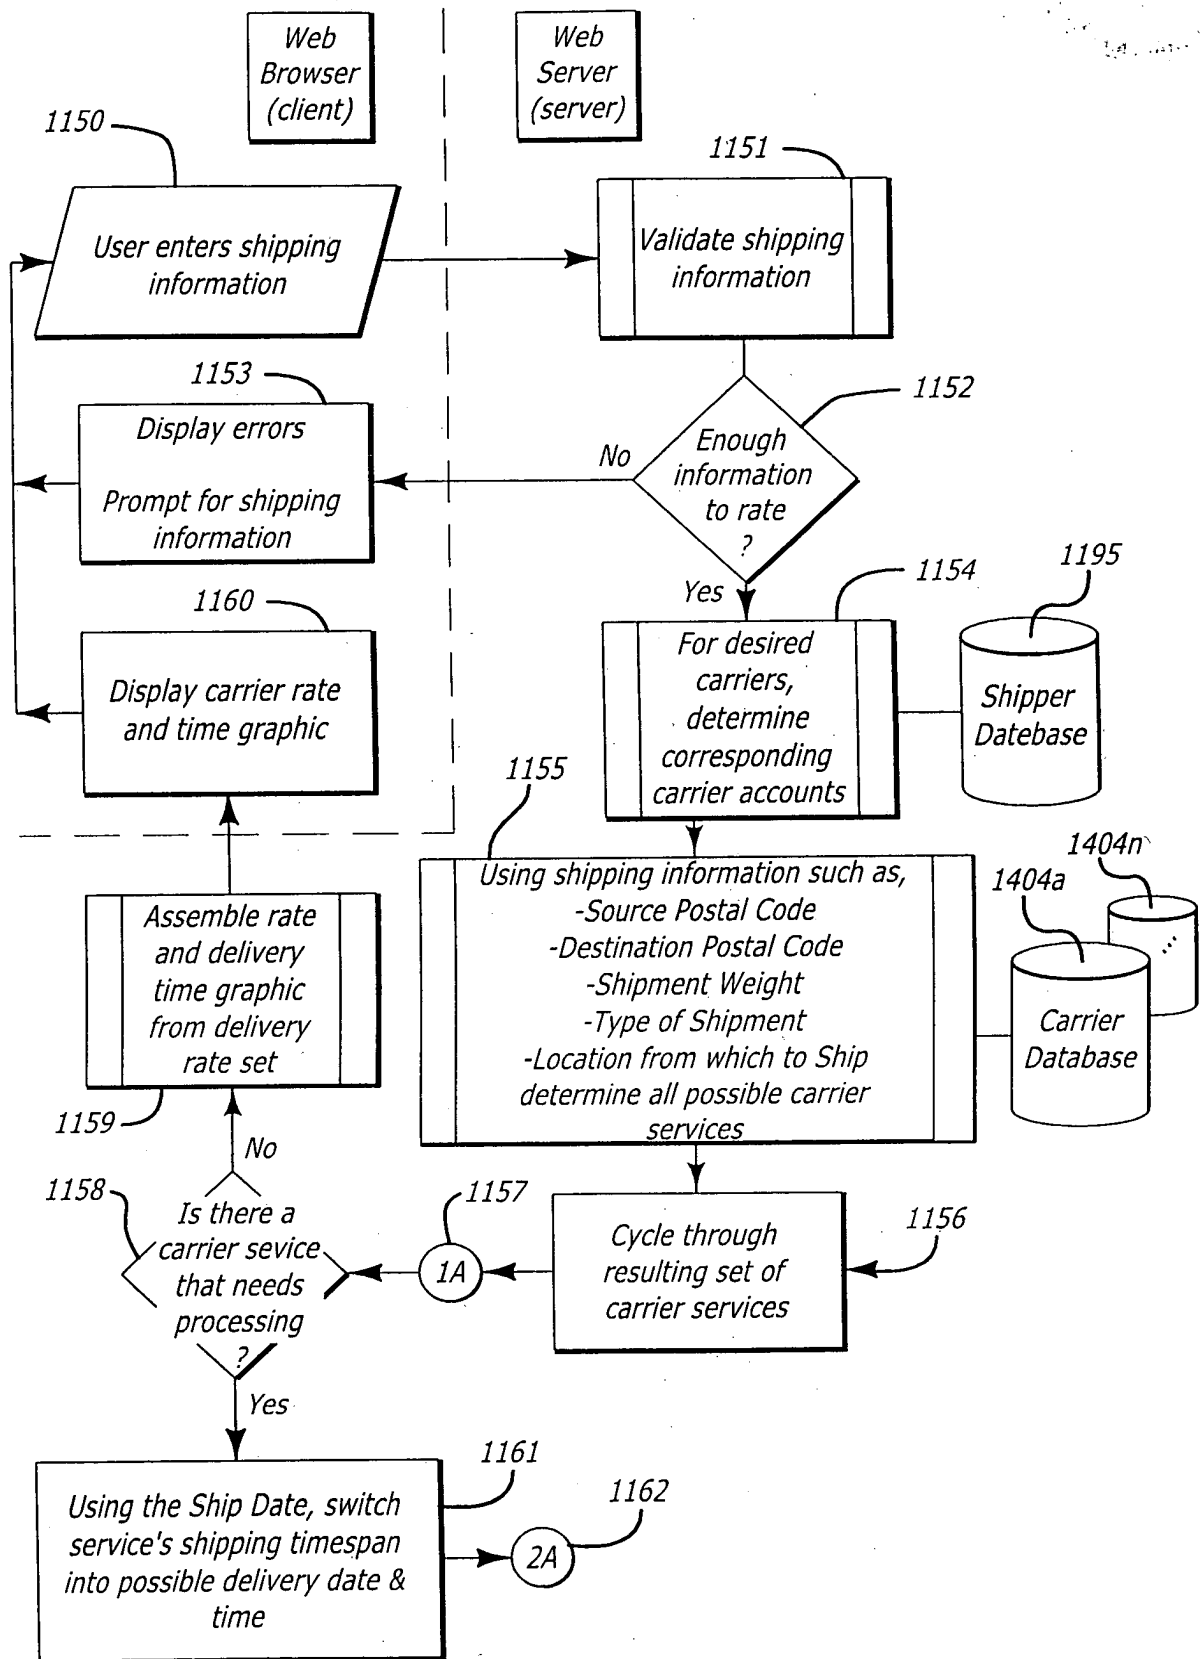 Web
Browser
(client)
Web
Server
(server)
1150
1151
User enters shipping
information
Validate shipping
information
1153
1152
Display errors
Prompt for shipping
information
No
Enough
information
to rate
?
Yes
1154
1195
1160
Display carrier rate
and time graphic
For desired
carriers,
determine
corresponding
carrier accounts
Shipper
Datebase
1155
1404n
1404a
Using shipping information such as,
-Source Postal Code
-Destination Postal Code
-Shipment Weight
-Type of Shipment
-Location from which to Ship
determine all possible carrier
services
...
Carrier
Database
Assemble rate
and delivery
time graphic
from delivery
rate set
1159
No
1158
Is there a
carrier sevice
that needs
processing
?
1157
1A
Cycle through
resulting set of
carrier services
1156
Yes
1161
1162
Using the Ship Date, switch
service's shipping timespan
into possible delivery date &
time
2A